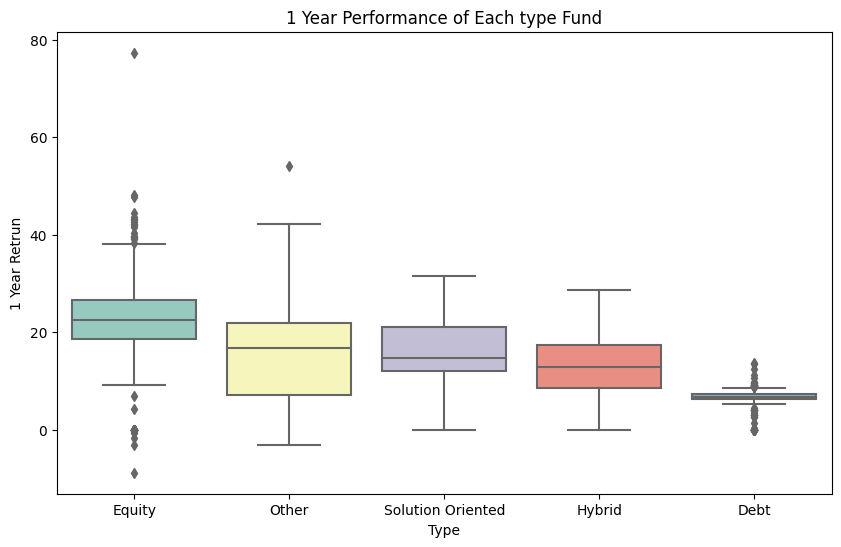 1 Year Performance of Each type Fund
80
60
40
20
0
1 Year Retrun
Equity
Other
Solution Oriented
Hybrid
Debt
Type